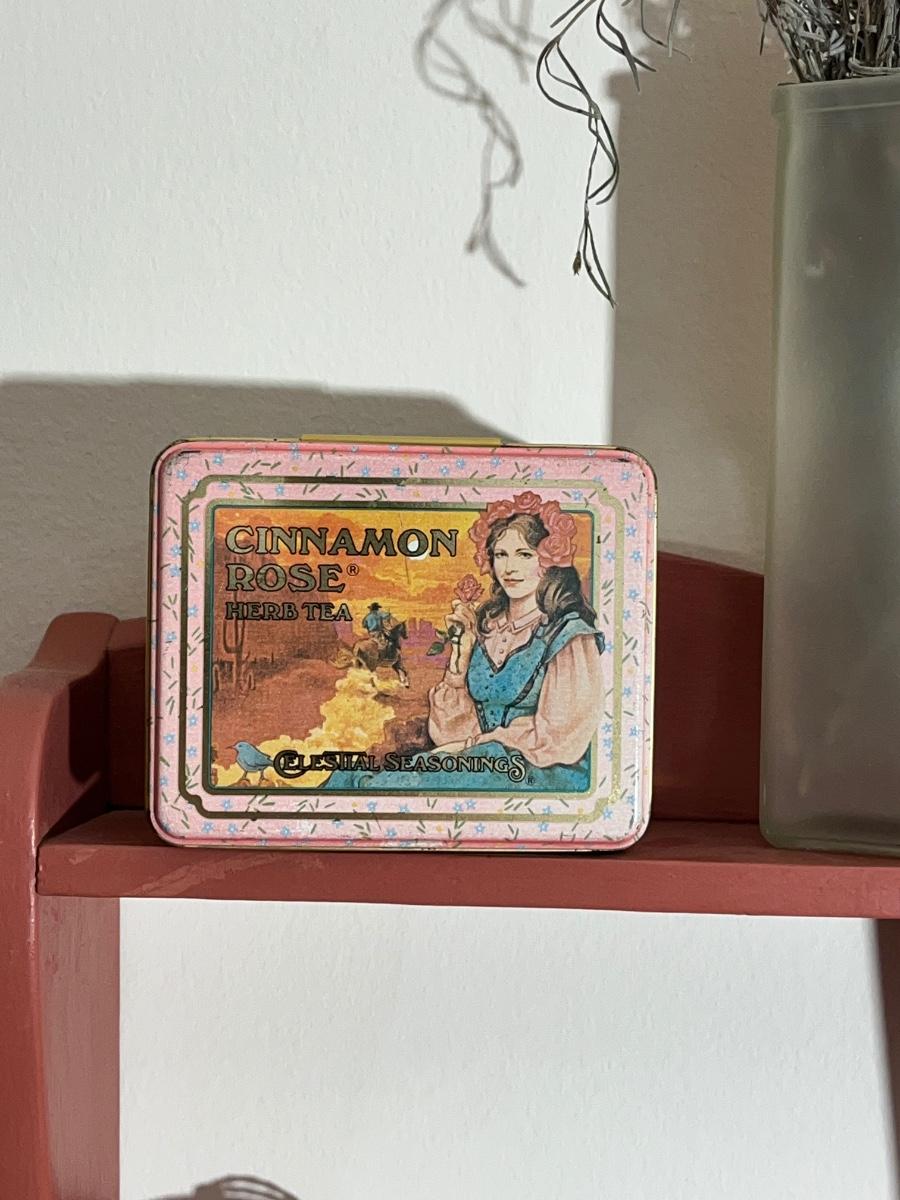 CINNAMON
ROSE®
HERB TEA
CELESTIAL SEASONINGS®